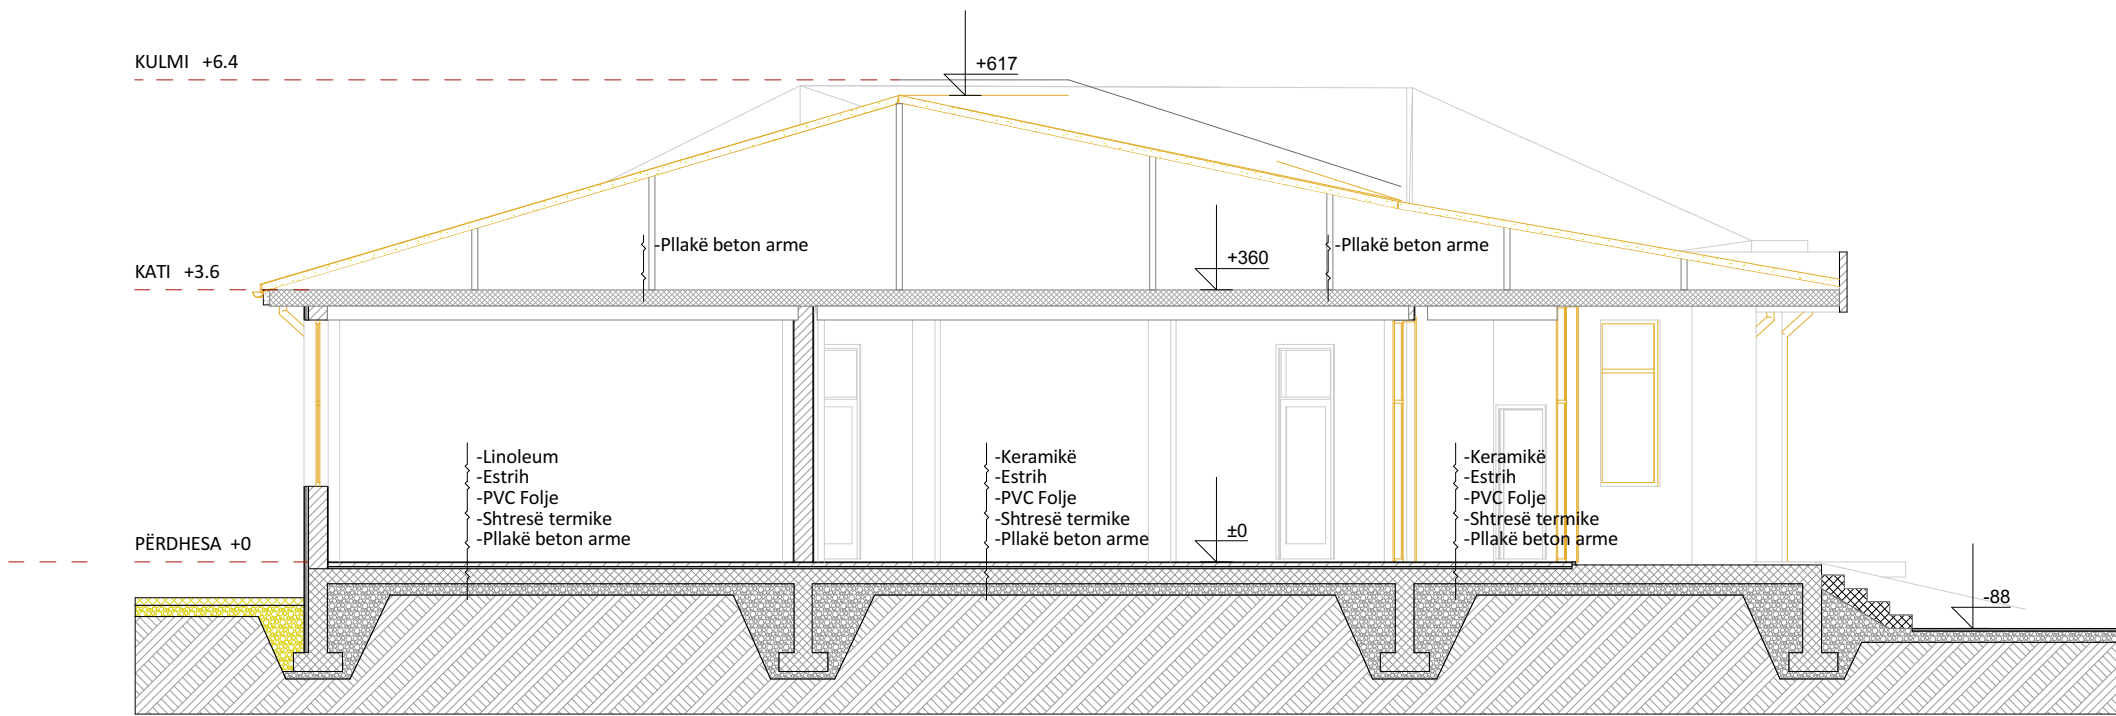 KULMI +6.4
+617
-Pllakë beton arme
-Pllakë beton arme
KATI +3.6
+360
-Linoleum
-Estrih
-PVC Folje
-Shtresë termike
-Pllakë beton arme
-Keramikë
-Estrih
-PVC Folje
-Shtresë termike
-Pllakë beton arme
-Keramikë
-Estrih
-PVC Folje
-Shtresë termike
-Pllakë beton arme
±0
PËRDHESA +0
-88